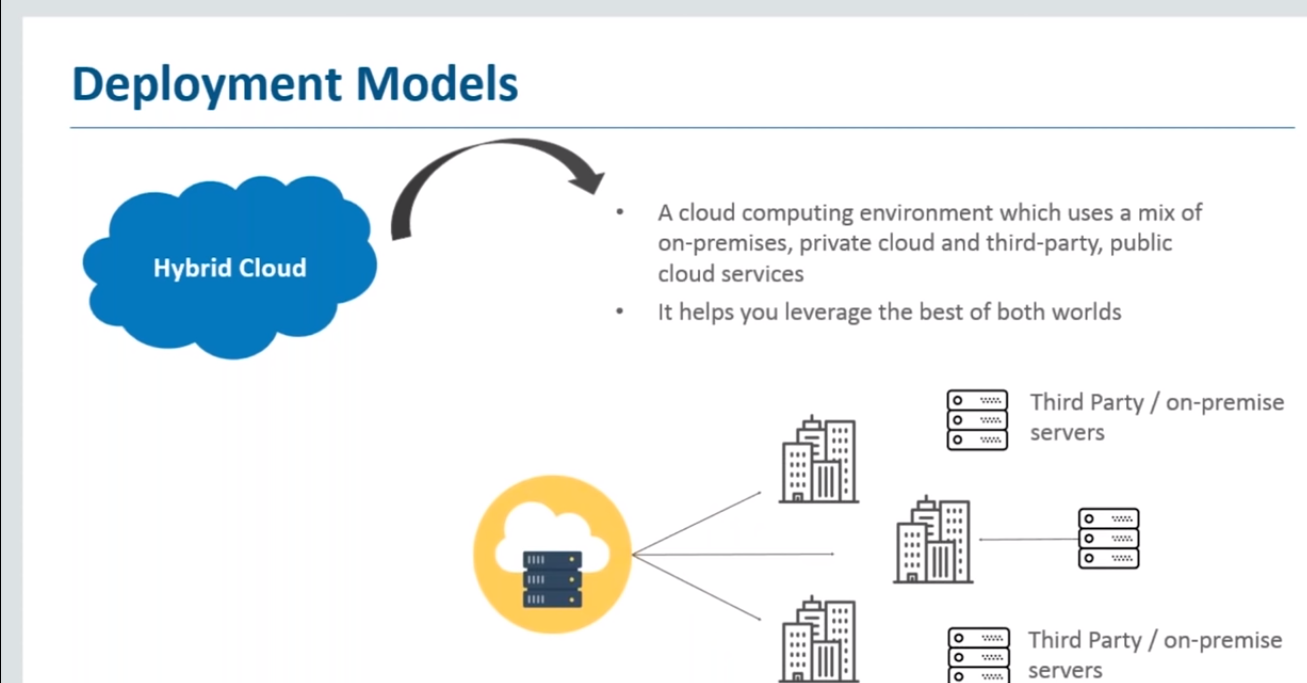 Deployment Models
Hybrid Cloud
• A cloud computing environment which uses a mix of
on-premises, private cloud and third-party, public
cloud services
• It helps you leverage the best of both worlds
Third Party / on-premise
servers
Third Party / on-premise
servers